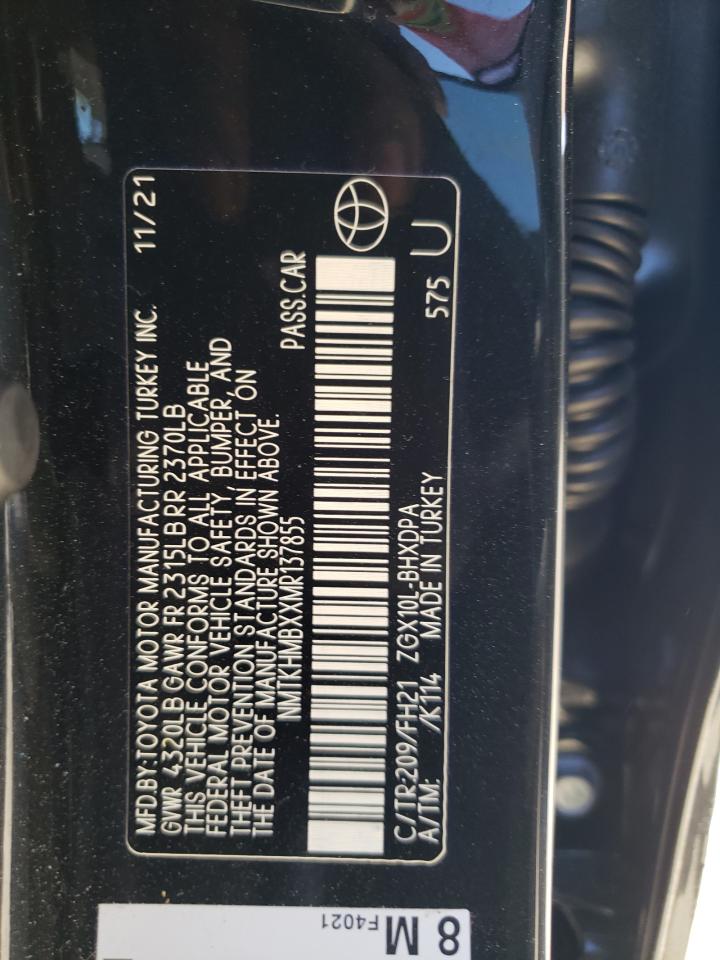 MFD.BY:TOYOTA MOTOR MANUFACTURING TURKEY INC. 11/21
GVWR 4320LB GAWR FR 2315LB RR 2370LB
THIS VEHICLE CONFORMS TO ALL APPLICABLE
FEDERAL MOTOR VEHICLE SAFETY, BUMPER, AND
THEFT PREVENTION STANDARDS IN EFFECT ON
THE DATE OF MANUFACTURE SHOWN ABOVE.
NMTKHMBXXMR137855 PASS.CAR
C/TR209/FH21 ZGX10L-BHXDPA 575 U
A/TM: /K114 MADE IN TURKEY
8 M
F4021